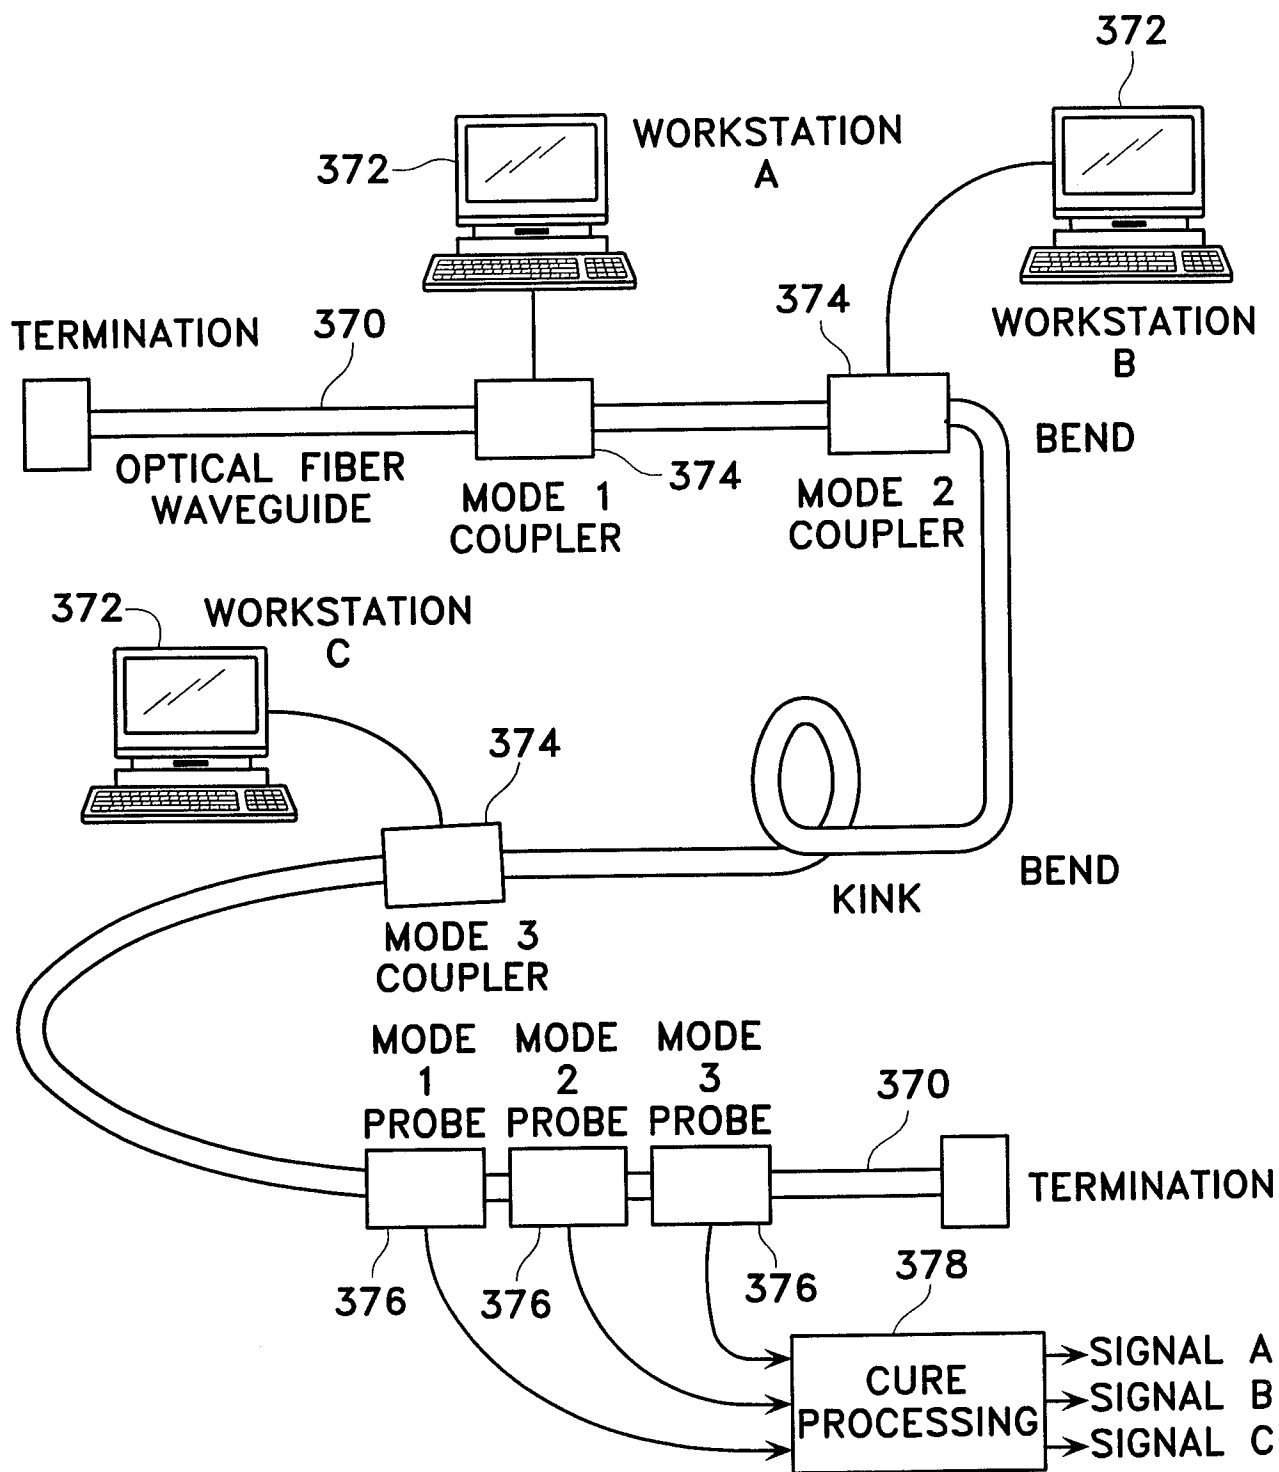 372
WORKSTATION
A
372
374
WORKSTATION
B
TERMINATION
370
BEND
OPTICAL FIBER
WAVEGUIDE
374
MODE 1
COUPLER
MODE 2
COUPLER
372
WORKSTATION
C
374
BEND
KINK
MODE 3
COUPLER
MODE
1
PROBE
MODE
2
PROBE
MODE
3
PROBE
370
TERMINATION
376
376
376
378
CURE
PROCESSING
SIGNAL A
SIGNAL B
SIGNAL C